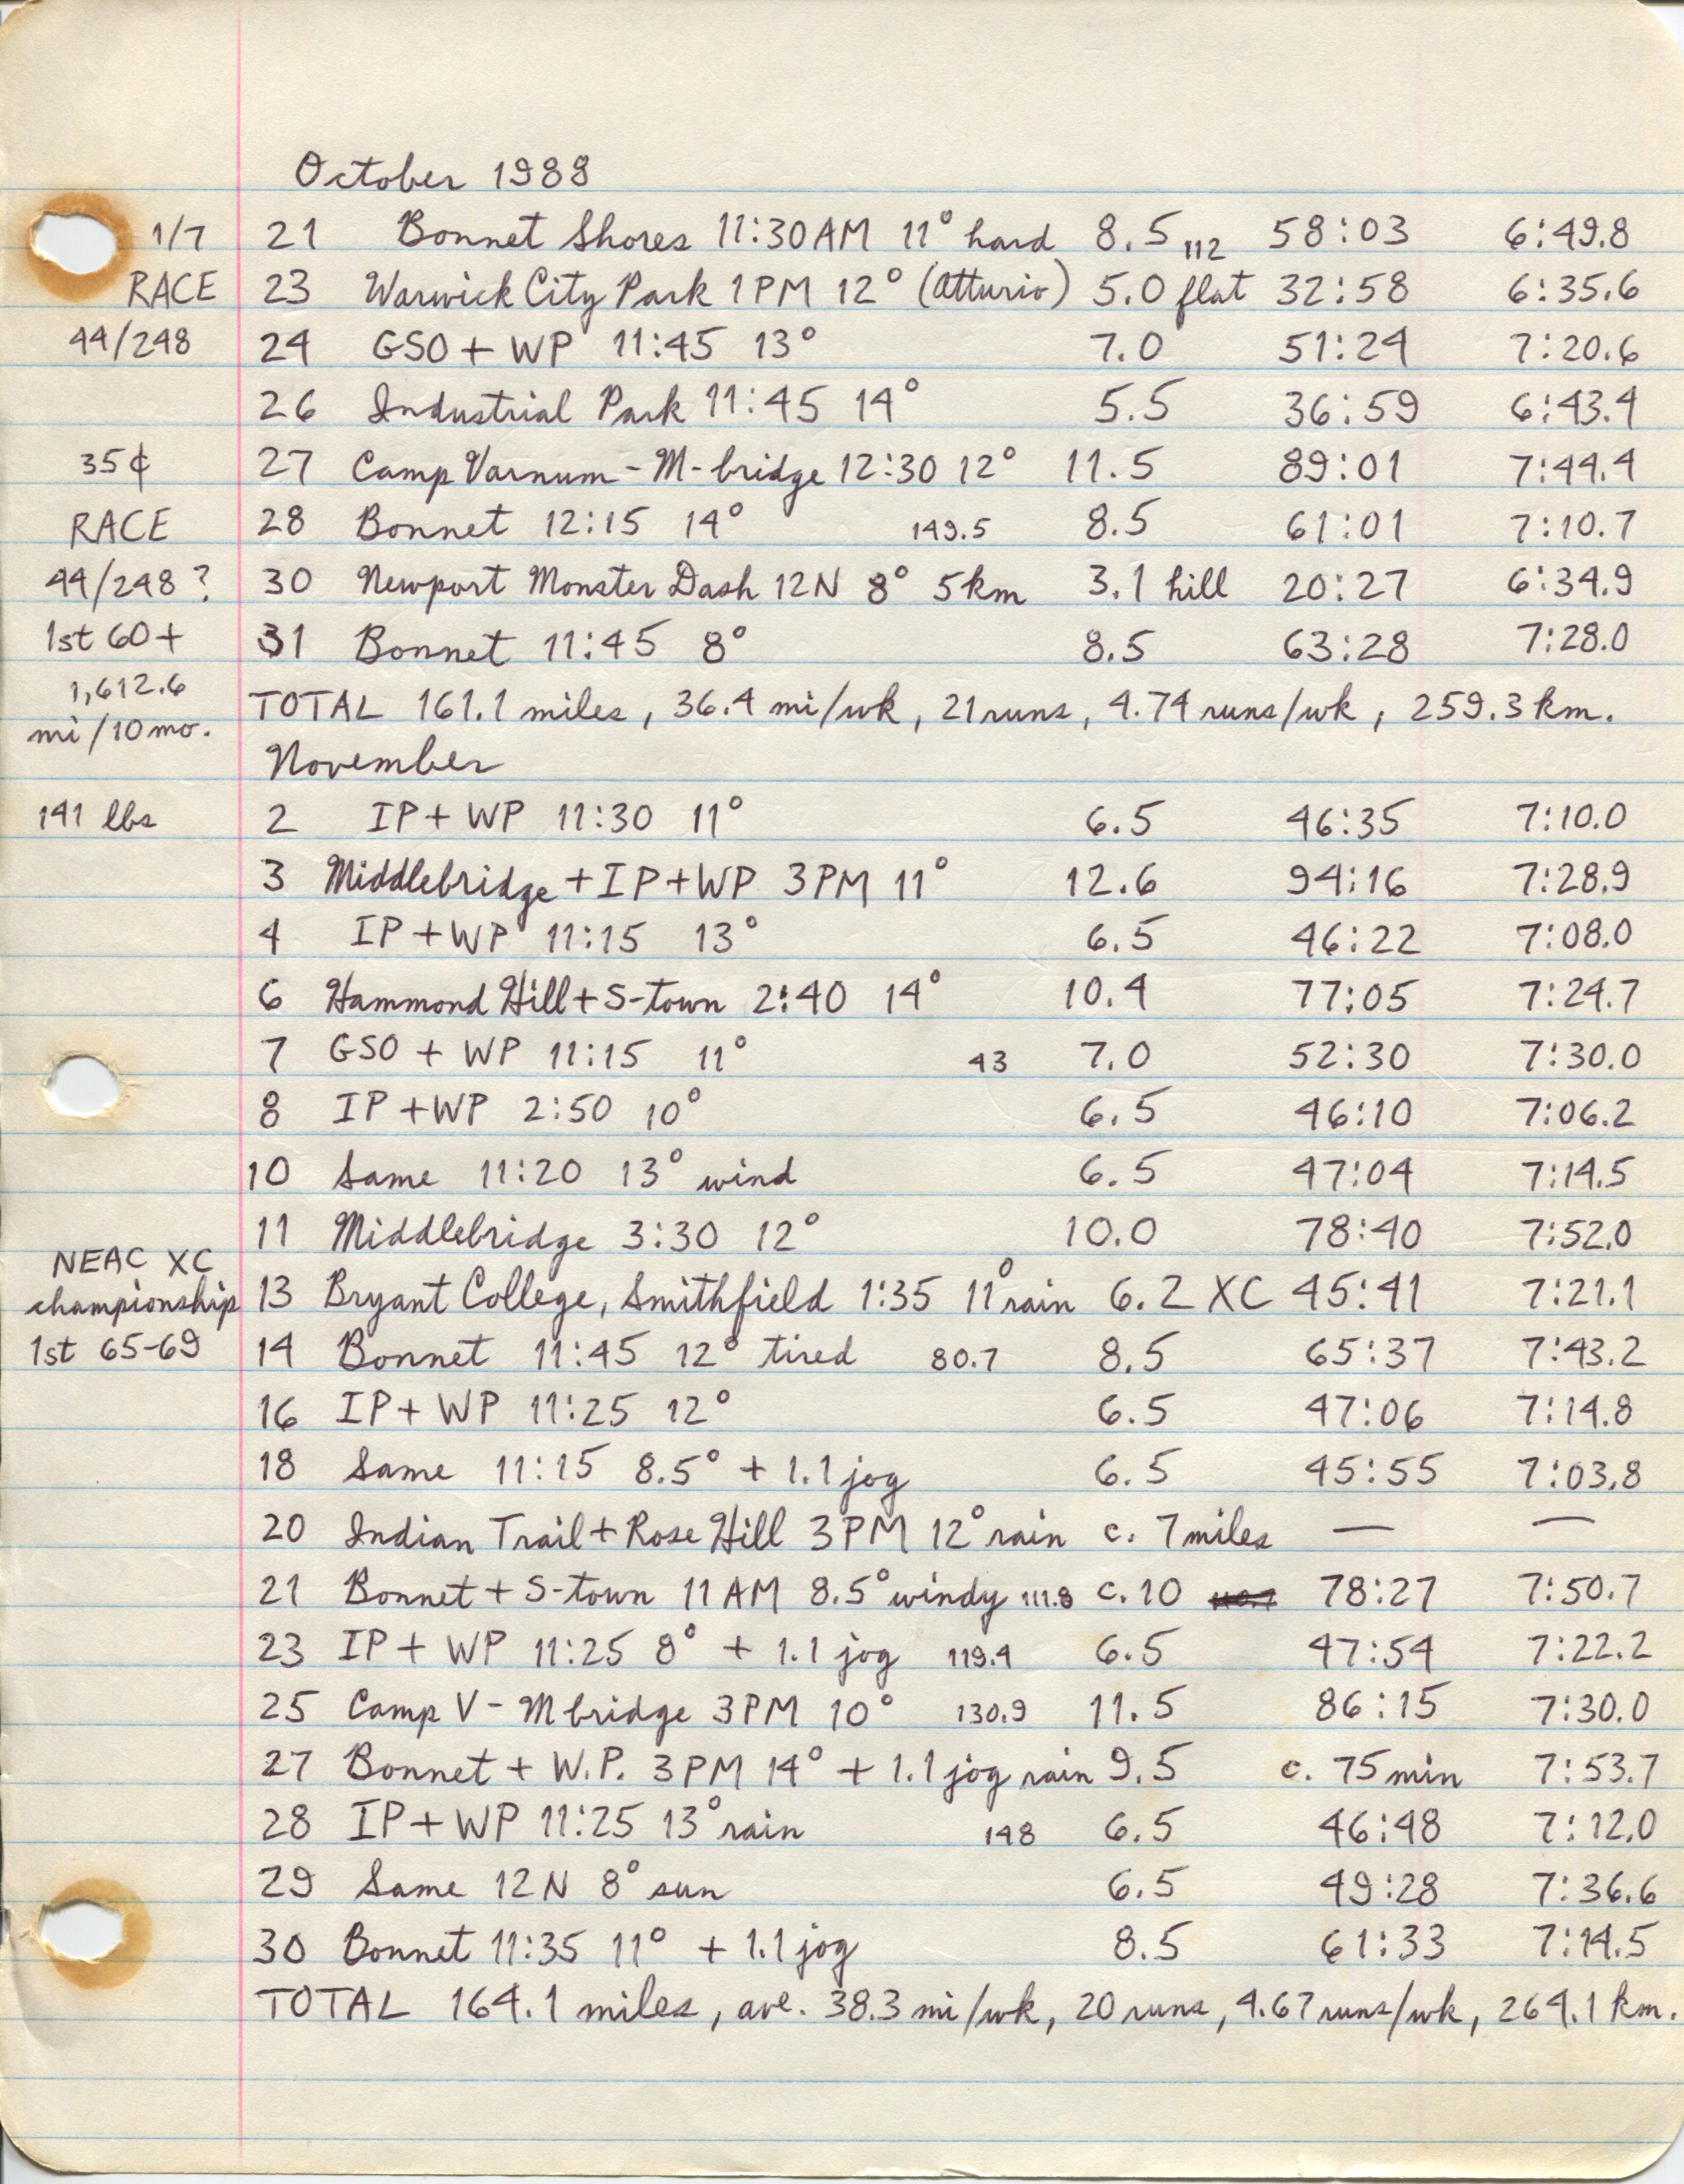 October 1988
1/7 21 Bonnet Shores 11:30 AM 11° hard 8.5 112 58:03 6:49.8
RACE 23 Warwick City Park 1 PM 12° (Atturio) 5.0 flat 32:58 6:35.6
44/248 24 GSO + WP 11:45 13° 7.0 51:24 7:20.6
26 Industrial Park 11:45 14° 5.5 36:59 6:43.4
35¢ 27 Camp Varnum - M-bridge 12:30 12° 11.5 89:01 7:44.4
RACE 28 Bonnet 12:15 14° 149.5 8.5 61:01 7:10.7
44/248? 30 Newport Monster Dash 12N 8° 5km 3.1 hill 20:27 6:34.9
1st 60+ 31 Bonnet 11:45 8° 8.5 63:28 7:28.0
1,612.6
mi/10 mo. TOTAL 161.1 miles, 36.4 mi/wk, 21 runs, 4.74 runs/wk, 259.3 km.
November
141 lbs 2 IP + WP 11:30 11° 6.5 46:35 7:10.0
3 Middlebridge + IP + WP 3PM 11° 12.6 94:16 7:28.9
4 IP + WP 11:15 13° 6.5 46:22 7:08.0
6 Hammond Hill + S-town 2:40 14° 10.4 77:05 7:24.7
7 GSO + WP 11:15 11° 43 7.0 52:30 7:30.0
8 IP + WP 2:50 10° 6.5 46:10 7:06.2
10 Same 11:20 13° wind 6.5 47:04 7:14.5
11 Middlebridge 3:30 12° 10.0 78:40 7:52.0
NEAC XC
championship 13 Bryant College, Smithfield 1:35 11° rain 6.2 XC 45:41 7:21.1
1st 65-69 14 Bonnet 11:45 12° tired 80.7 8.5 65:37 7:43.2
16 IP + WP 11:25 12° 6.5 47:06 7:14.8
18 Same 11:15 8.5° + 1.1 jog 6.5 45:55 7:03.8
20 Indian Trail + Rose Hill 3 PM 12° rain c. 7 miles — —
21 Bonnet + S-town 11 AM 8.5° windy 111.8 c. 10 78:27 7:50.7
23 IP + WP 11:25 8° + 1.1 jog 119.4 6.5 47:54 7:22.2
25 Camp V - Mbridge 3PM 10° 130.9 11.5 86:15 7:30.0
27 Bonnet + W.P. 3 PM 14° + 1.1 jog rain 9.5 c. 75 min 7:53.7
28 IP + WP 11:25 13° rain 148 6.5 46:48 7:12.0
29 Same 12 N 8° sun 6.5 49:28 7:36.6
30 Bonnet 11:35 11° + 1.1 jog 8.5 61:33 7:14.5
TOTAL 164.1 miles, ave. 38.3 mi/wk, 20 runs, 4.67 runs/wk, 264.1 km.